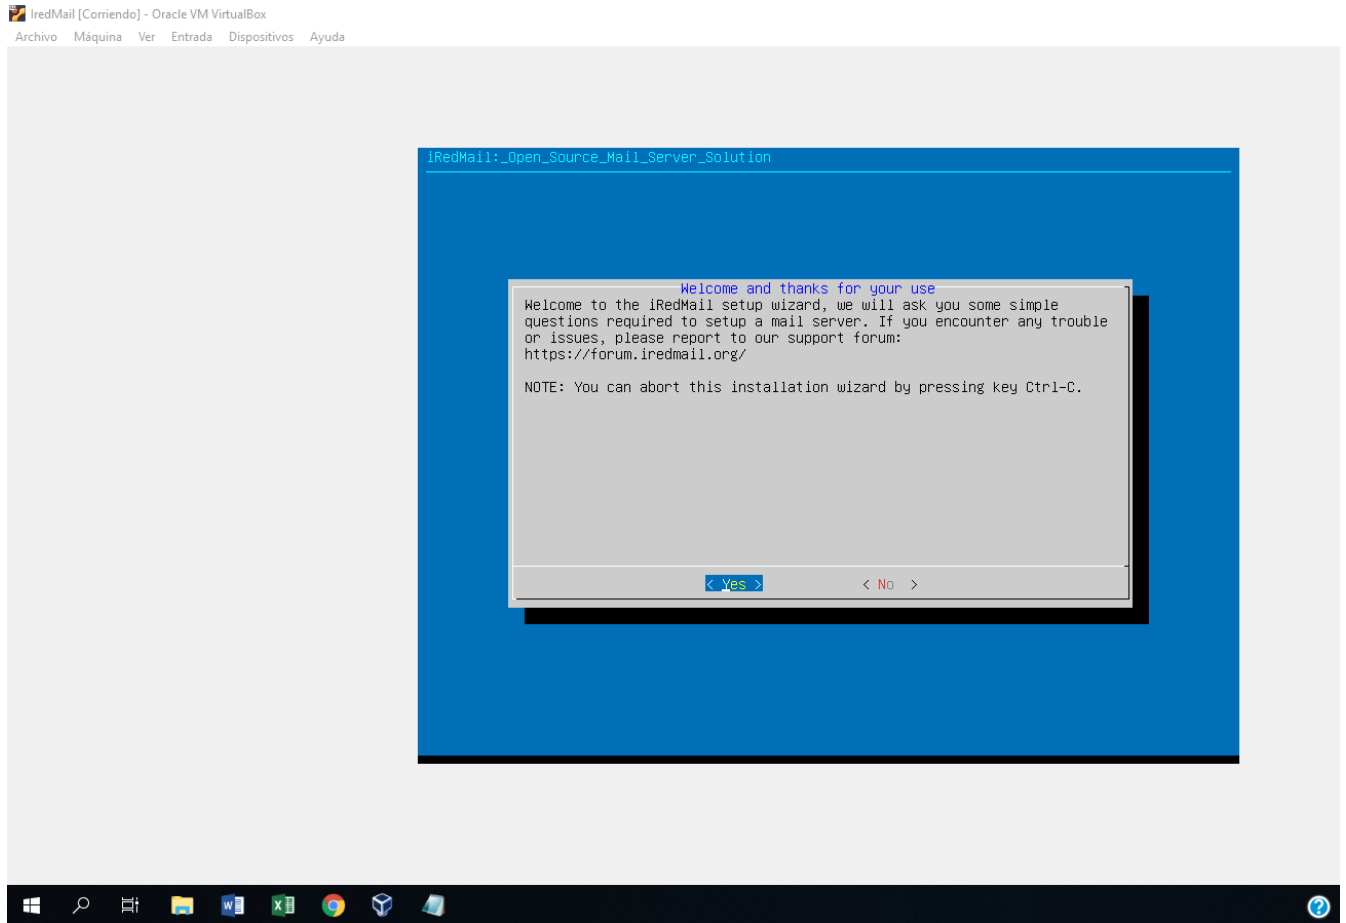 IredMail [Corriendo] - Oracle VM VirtualBox
Archivo Máquina Ver Entrada Dispositivos Ayuda
iRedMail:_Open_Source_Mail_Server_Solution
Welcome and thanks for your use
Welcome to the iRedMail setup wizard, we will ask you some simple
questions required to setup a mail server. If you encounter any trouble
or issues, please report to our support forum:
https://forum.iredmail.org/
NOTE: You can abort this installation wizard by pressing key Ctrl-C.
< Yes > < No >